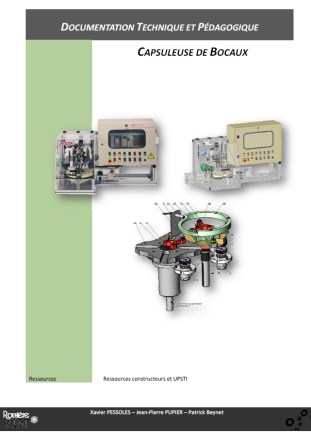 DOCUMENTATION TECHNIQUE ET PÉDAGOGIQUE
CAPSULEUSE DE BOCAUX
Ressources
Ressources constructeurs et UPSTI
Xavier PESSOLES – Jean-Pierre PUPIER – Patrick Beynet